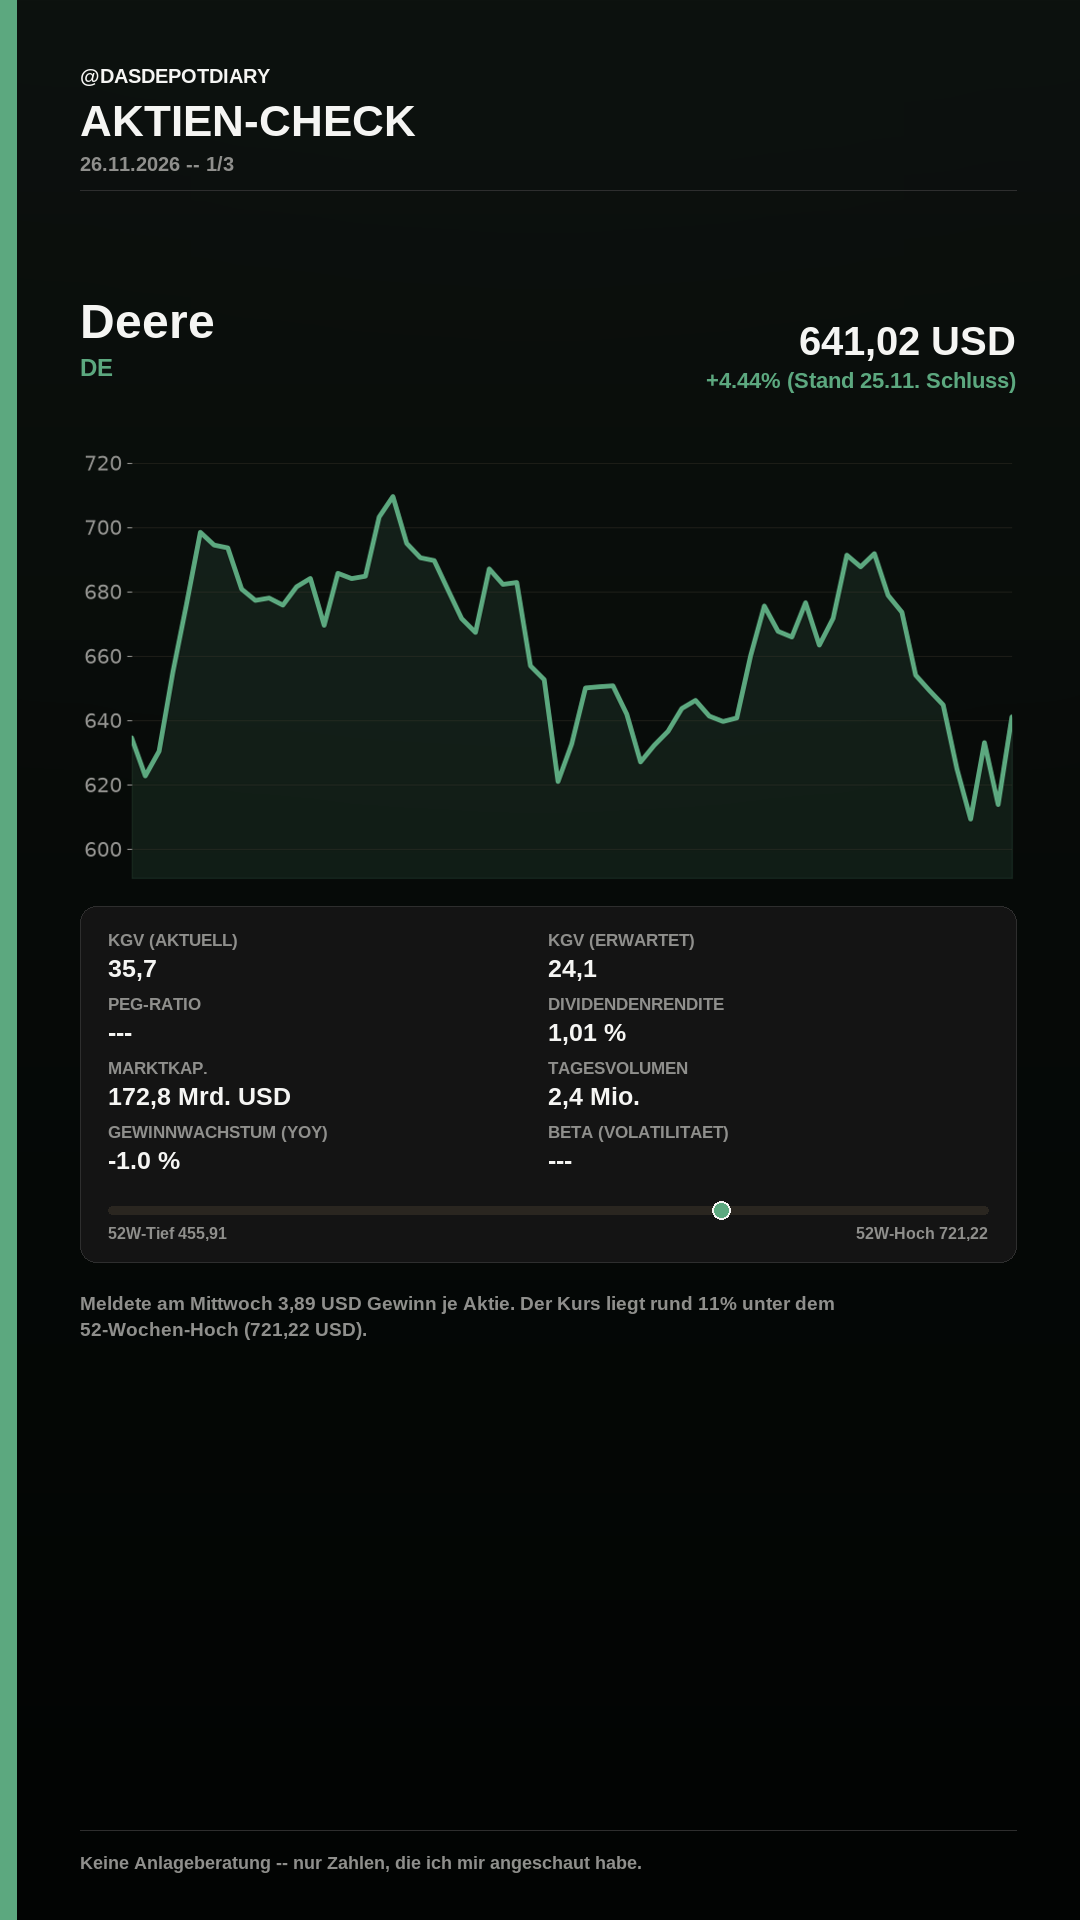 @DASDEPOTDIARY
AKTIEN-CHECK
26.11.2026 -- 1/3
Deere
DE
641,02 USD
+4.44% (Stand 25.11. Schluss)
720
700
680
660
640
620
600
KGV (AKTUELL)
35,7
KGV (ERWARTET)
24,1
PEG-RATIO
---
DIVIDENDENRENDITE
1,01 %
MARKTKAP.
172,8 Mrd. USD
TAGESVOLUMEN
2,4 Mio.
GEWINNWACHSTUM (YOY)
-1.0 %
BETA (VOLATILITAET)
---
52W-Tief 455,91
52W-Hoch 721,22
Meldete am Mittwoch 3,89 USD Gewinn je Aktie. Der Kurs liegt rund 11% unter dem
52-Wochen-Hoch (721,22 USD).
Keine Anlageberatung -- nur Zahlen, die ich mir angeschaut habe.